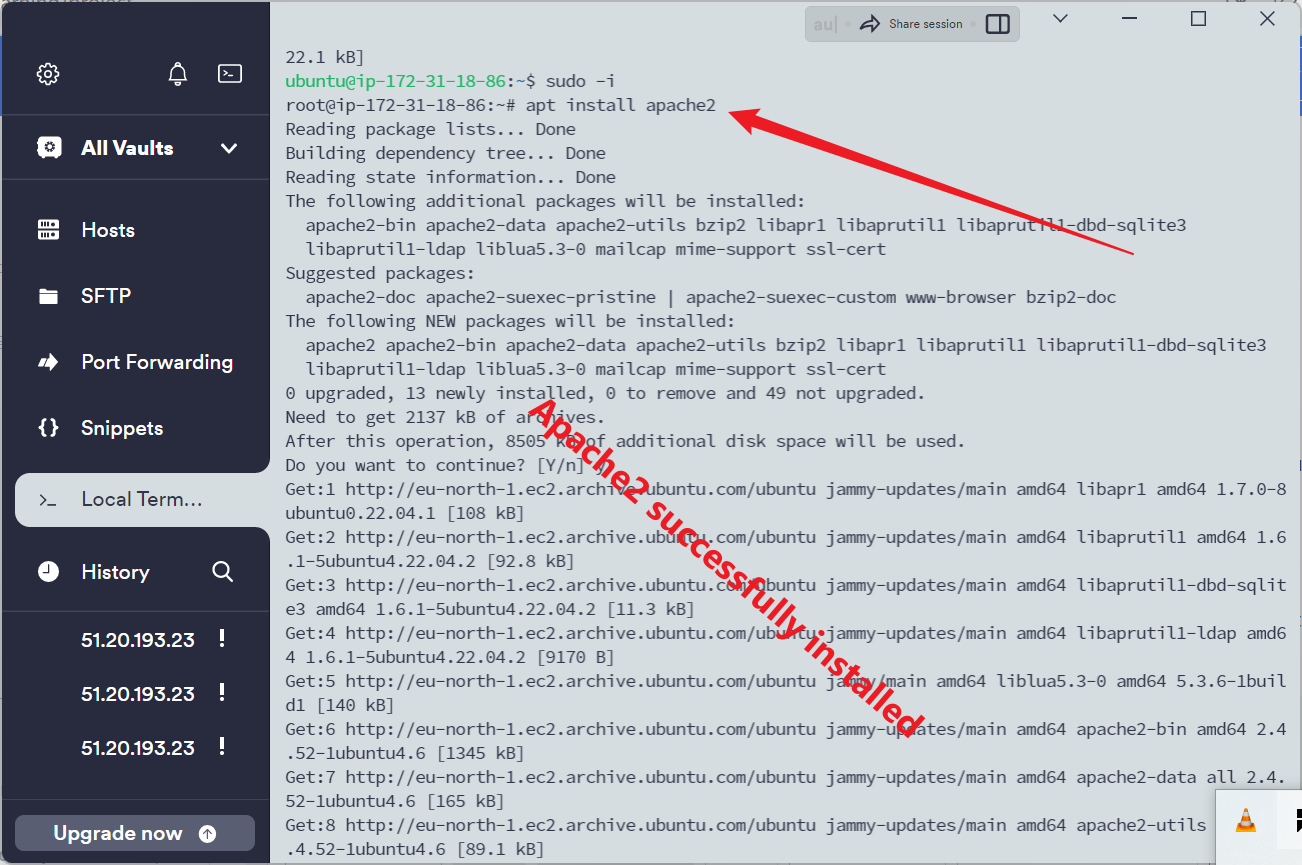 Share session
All Vaults
Hosts
SFTP
Port Forwarding
Snippets
Local Term...
History
51.20.193.23 !
51.20.193.23 !
51.20.193.23 !
Upgrade now
22.1 kB]
ubuntu@ip-172-31-18-86:~$ sudo -i
root@ip-172-31-18-86:~# apt install apache2
Reading package lists... Done
Building dependency tree... Done
Reading state information... Done
The following additional packages will be installed:
apache2-bin apache2-data apache2-utils bzip2 libapr1 libaprutil1 libaprutil1-dbd-sqlite3
libaprutil1-ldap liblua5.3-0 mailcap mime-support ssl-cert
Suggested packages:
apache2-doc apache2-suexec-pristine | apache2-suexec-custom www-browser bzip2-doc
The following NEW packages will be installed:
apache2 apache2-bin apache2-data apache2-utils bzip2 libapr1 libaprutil1 libaprutil1-dbd-sqlite3
libaprutil1-ldap liblua5.3-0 mailcap mime-support ssl-cert
0 upgraded, 13 newly installed, 0 to remove and 49 not upgraded.
Need to get 2137 kB of archives.
After this operation, 8505 kB of additional disk space will be used.
Do you want to continue? [Y/n] y
Get:1 http://eu-north-1.ec2.archive.ubuntu.com/ubuntu jammy-updates/main amd64 libapr1 amd64 1.7.0-8
ubuntu0.22.04.1 [108 kB]
Get:2 http://eu-north-1.ec2.archive.ubuntu.com/ubuntu jammy-updates/main amd64 libaprutil1 amd64 1.6
.1-5ubuntu4.22.04.2 [92.8 kB]
Get:3 http://eu-north-1.ec2.archive.ubuntu.com/ubuntu jammy-updates/main amd64 libaprutil1-dbd-sqlit
e3 amd64 1.6.1-5ubuntu4.22.04.2 [11.3 kB]
Get:4 http://eu-north-1.ec2.archive.ubuntu.com/ubuntu jammy-updates/main amd64 libaprutil1-ldap amd6
4 1.6.1-5ubuntu4.22.04.2 [9170 B]
Get:5 http://eu-north-1.ec2.archive.ubuntu.com/ubuntu jammy/main amd64 liblua5.3-0 amd64 5.3.6-1buil
d1 [140 kB]
Get:6 http://eu-north-1.ec2.archive.ubuntu.com/ubuntu jammy-updates/main amd64 apache2-bin amd64 2.4
.52-1ubuntu4.6 [1345 kB]
Get:7 http://eu-north-1.ec2.archive.ubuntu.com/ubuntu jammy-updates/main amd64 apache2-data all 2.4.
52-1ubuntu4.6 [165 kB]
Get:8 http://eu-north-1.ec2.archive.ubuntu.com/ubuntu jammy-updates/main amd64 apache2-utils
.4.52-1ubuntu4.6 [89.1 kB]
Apache2 successfully installed